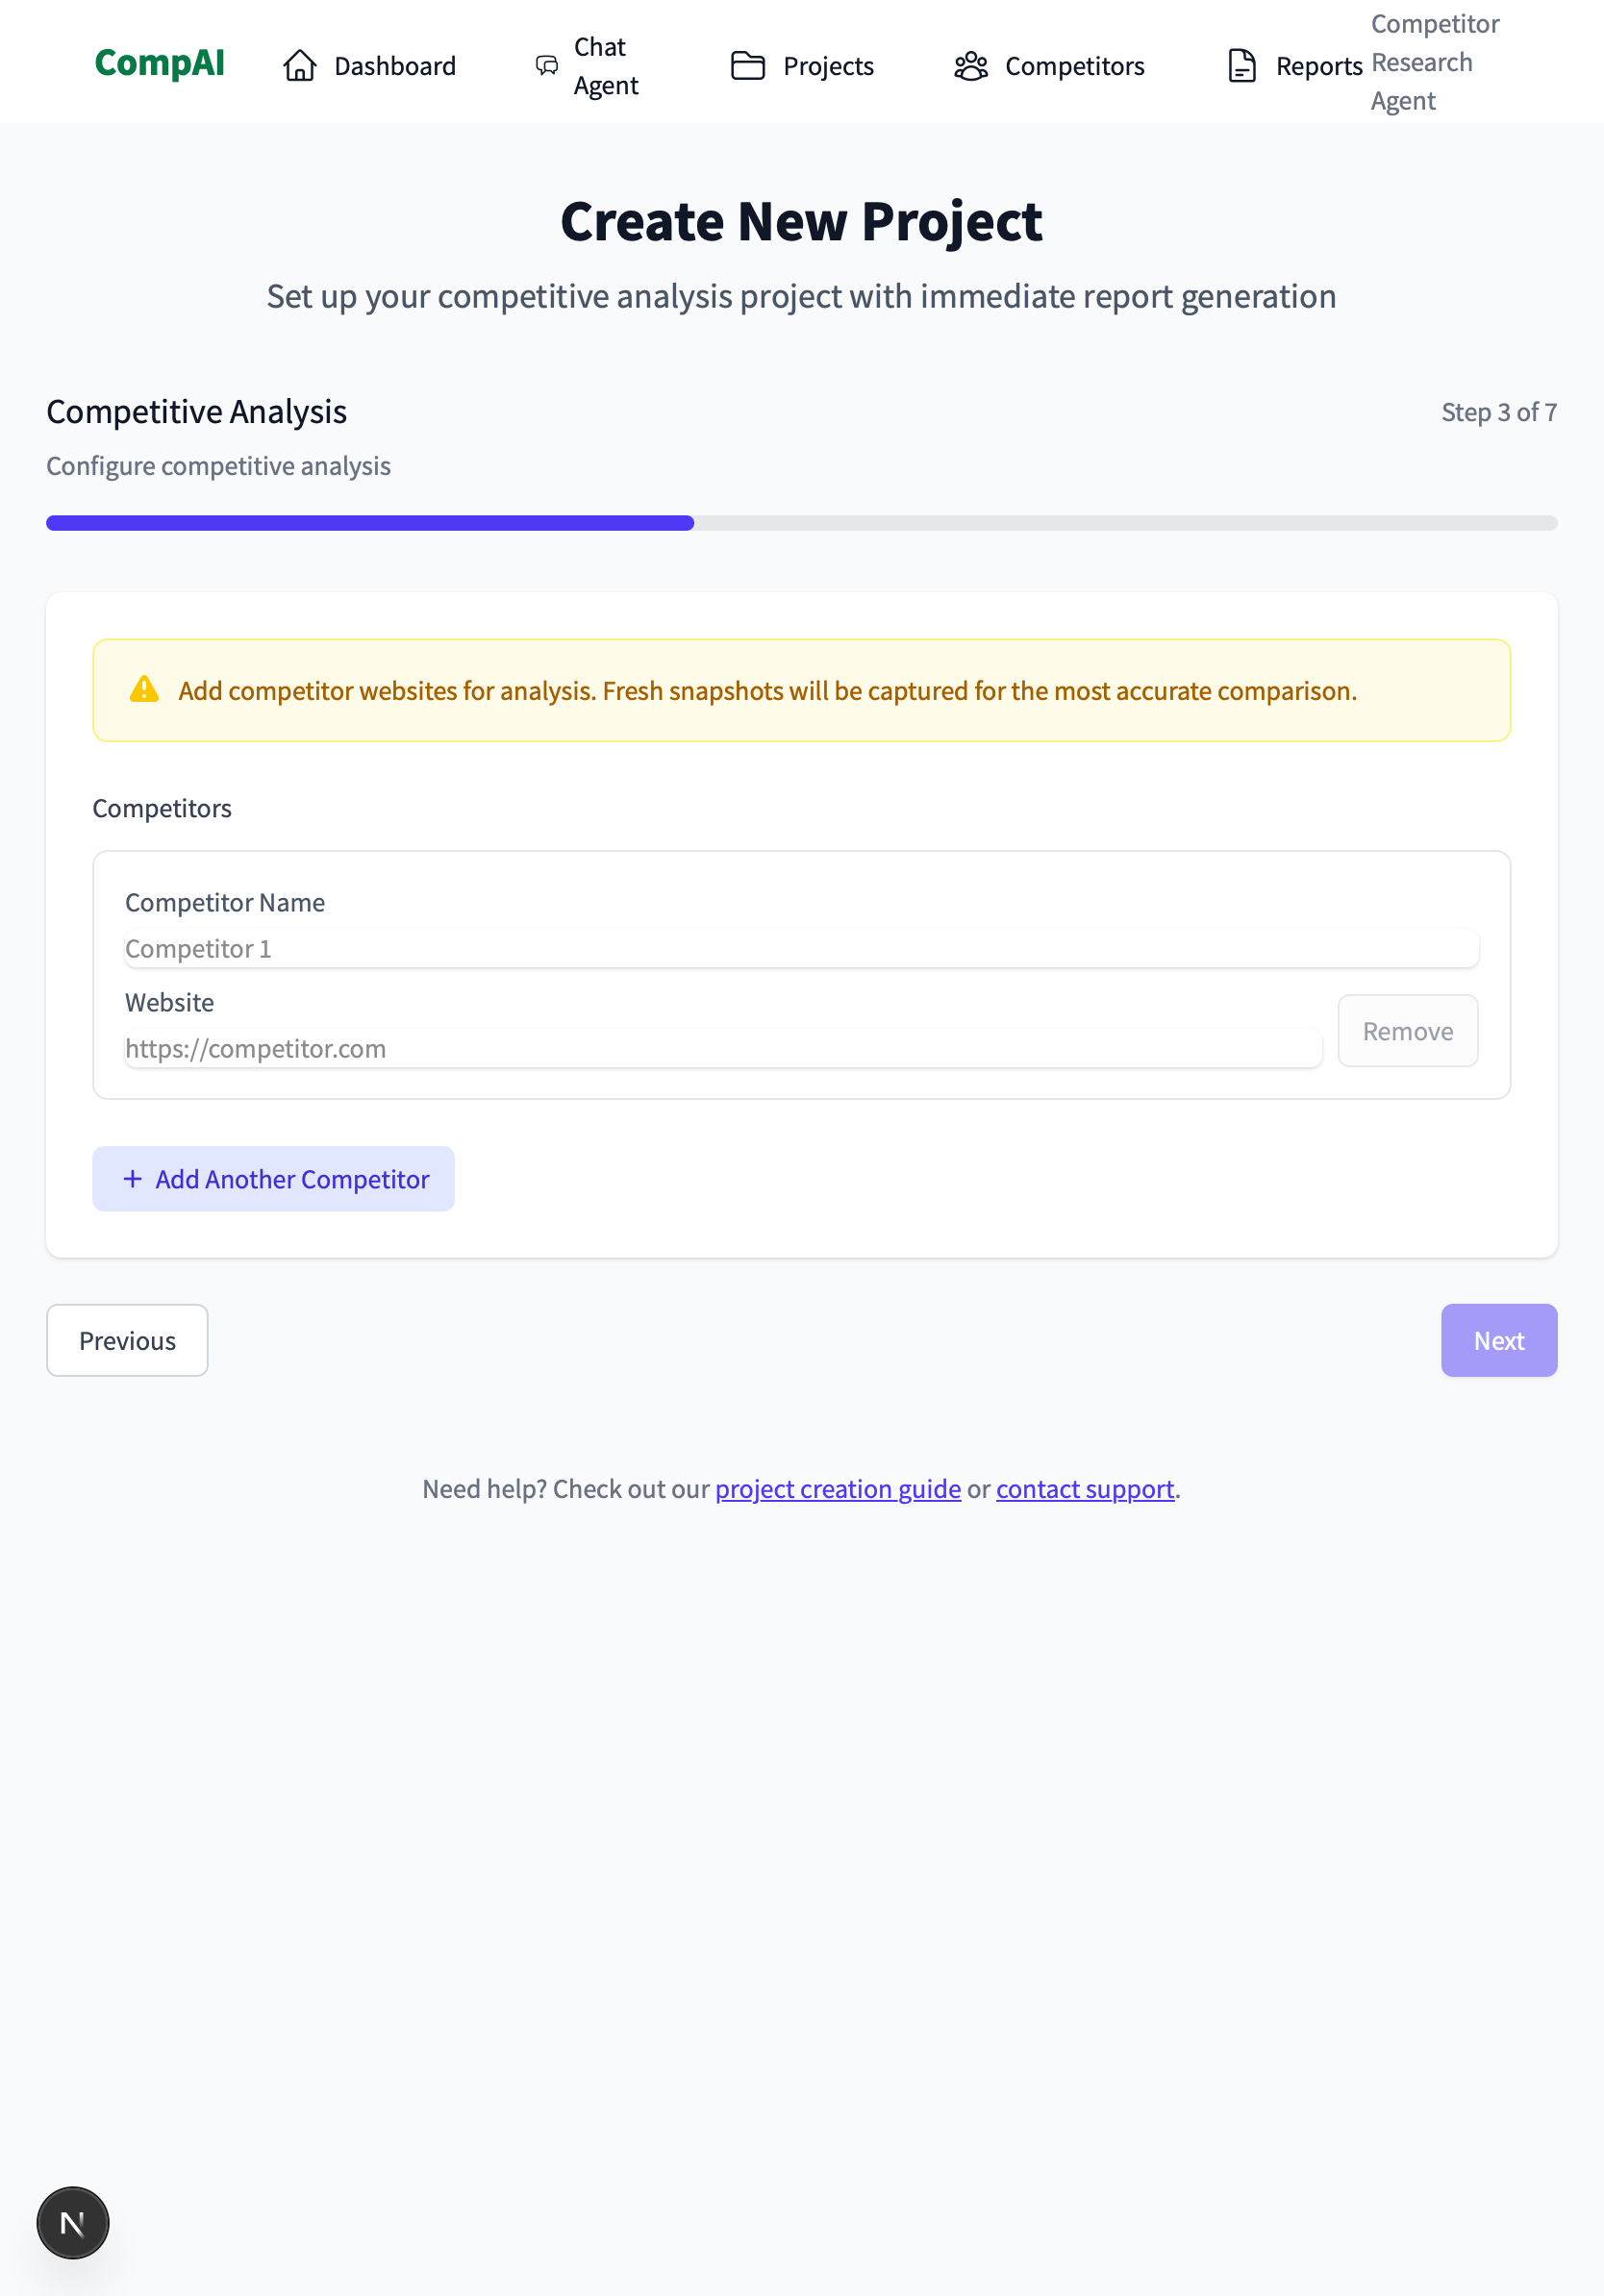 CompAI
Dashboard
Chat
Agent
Projects
Competitors
Reports
Competitor
Research
Agent
Create New Project
Set up your competitive analysis project with immediate report generation
Competitive Analysis
Step 3 of 7
Configure competitive analysis
Add competitor websites for analysis. Fresh snapshots will be captured for the most accurate comparison.
Competitors
Competitor Name
Competitor 1
Website
https://competitor.com
Remove
+ Add Another Competitor
Previous
Next
Need help? Check out our project creation guide or contact support.
N